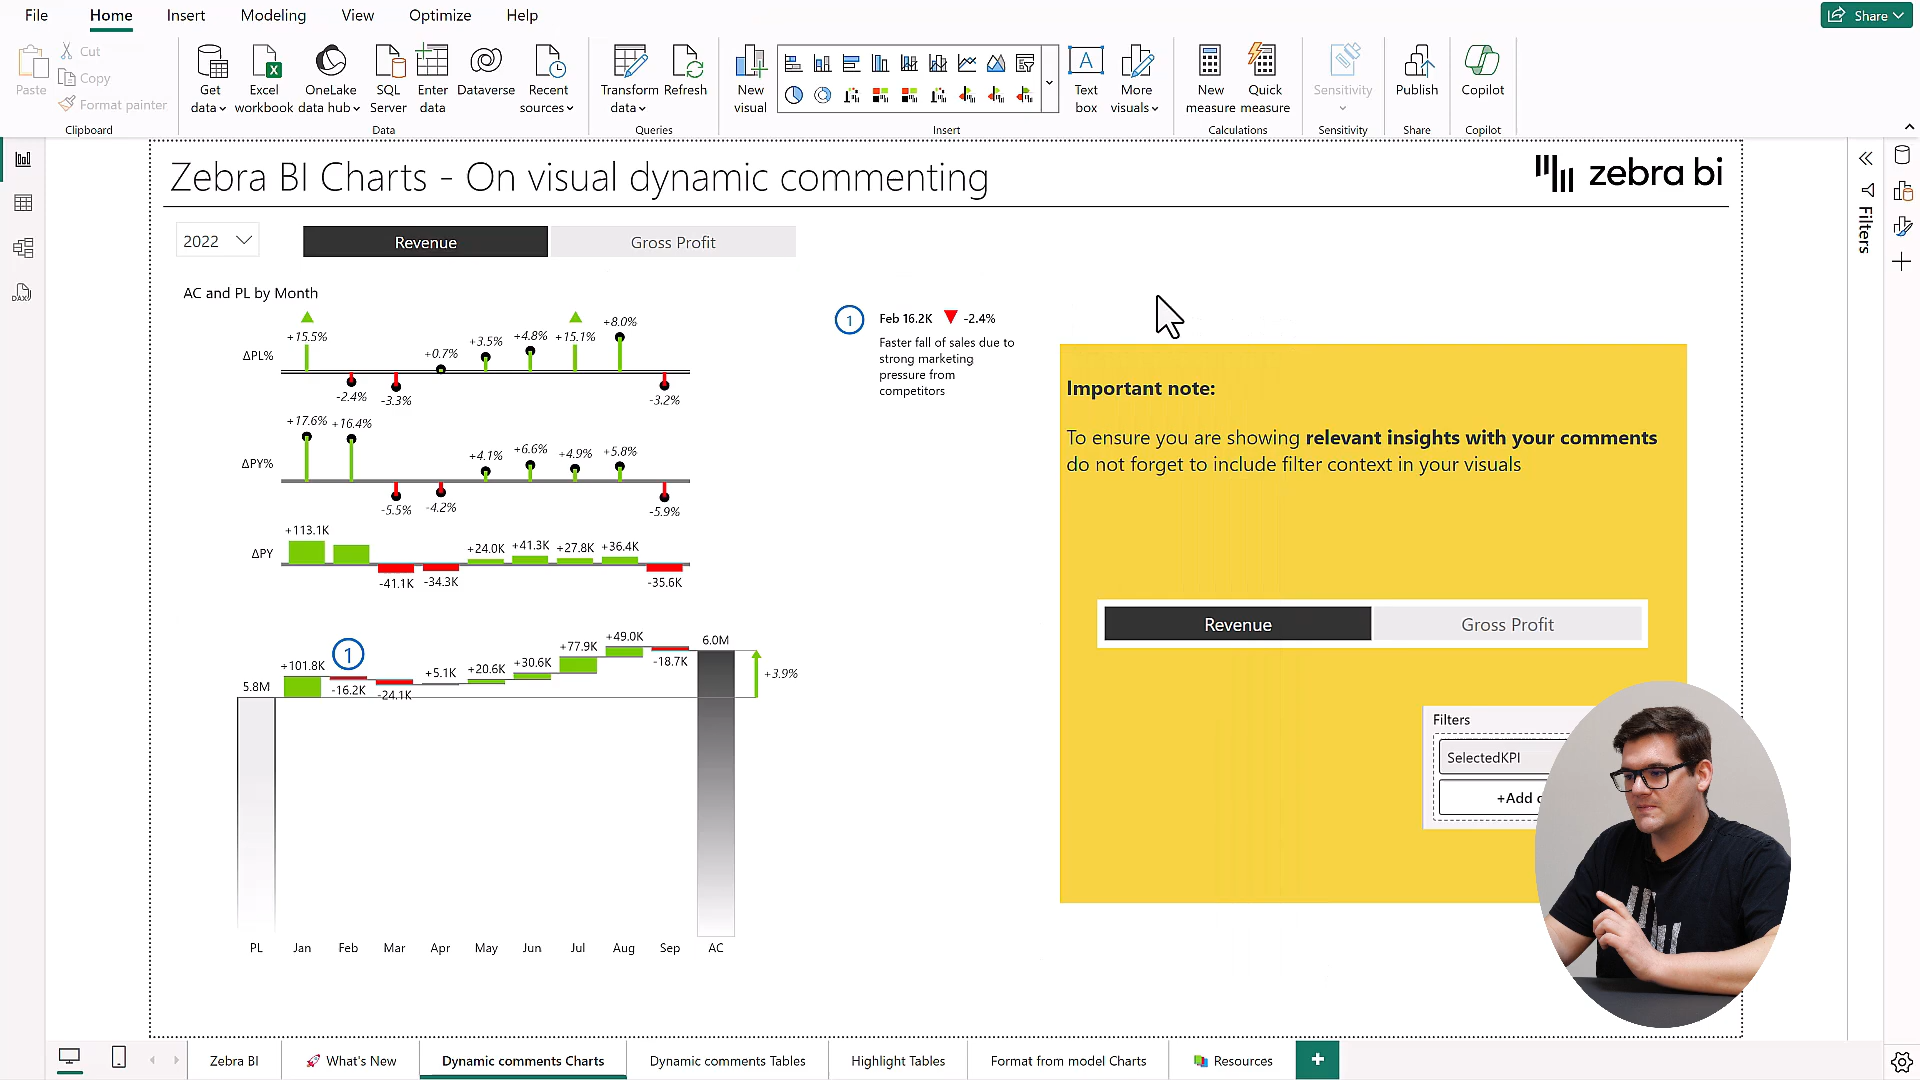 File Home Insert Modeling View Optimize Help Share
Paste Cut Copy Format painter
Clipboard
Get data
Excel workbook
OneLake data hub
SQL Server
Enter data
Dataverse
Recent sources
Data
Transform data
Refresh
Queries
New visual
Text box
More visuals
Insert
New measure
Quick measure
Calculations
Sensitivity
Sensitivity
Publish
Share
Copilot
Copilot
Zebra BI Charts - On visual dynamic commenting
zebra bi
Filters
2022 Revenue Gross Profit
AC and PL by Month
ΔPL% +15.5% -2.4% -3.3% +0.7% +3.5% +4.8% +15.1% +8.0% -3.2%
ΔPY% +17.6% +16.4% -5.5% -4.2% +4.1% +6.6% +4.9% +5.8% -5.9%
ΔPY +113.1K -41.1K -34.3K +24.0K +41.3K +27.8K +36.4K -35.6K
5.8M +101.8K 1 -16.2K -24.1K +5.1K +20.6K +30.6K +77.9K +49.0K -18.7K 6.0M +3.9%
PL Jan Feb Mar Apr May Jun Jul Aug Sep AC
1 Feb 16.2K -2.4%
Faster fall of sales due to
strong marketing
pressure from
competitors
Important note:
To ensure you are showing relevant insights with your comments
do not forget to include filter context in your visuals
Revenue Gross Profit
Filters
SelectedKPI
+Add
Zebra BI What's New Dynamic comments Charts Dynamic comments Tables Highlight Tables Format from model Charts Resources +